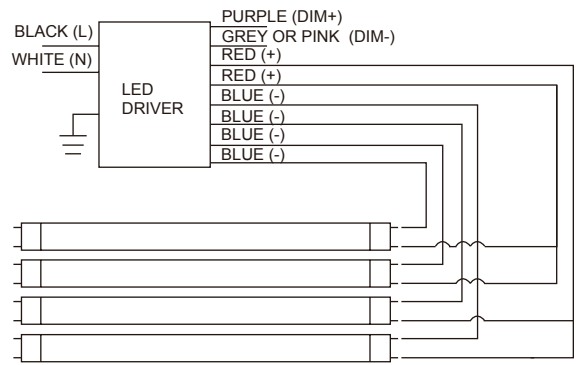 PURPLE (DIM+)
BLACK (L)
GREY OR PINK (DIM-)
RED (+)
WHITE (N)
RED (+)
LED
DRIVER
BLUE (-)
BLUE (-)
BLUE (-)
BLUE (-)